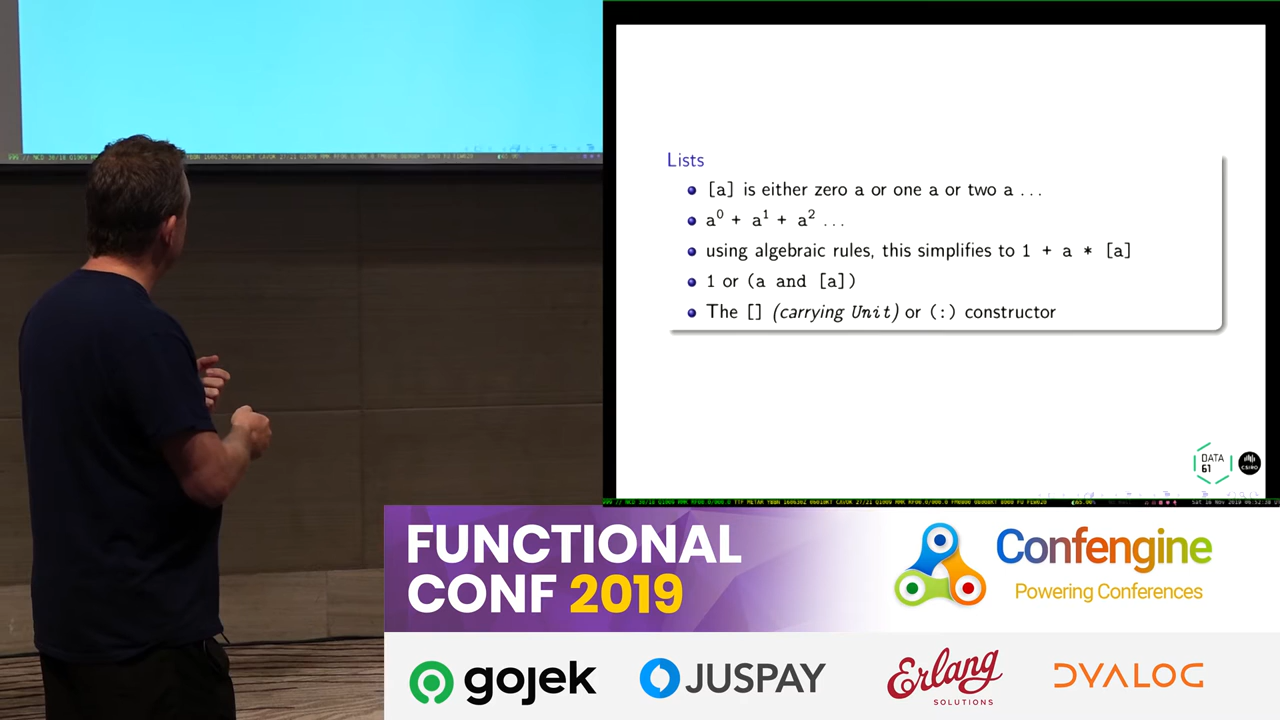 Lists
[a] is either zero a or one a or two a ...
a⁰ + a¹ + a² ...
using algebraic rules, this simplifies to 1 + a * [a]
1 or (a and [a])
The [] (carrying Unit) or (:) constructor
DATA
61
CSIRO
FUNCTIONAL
CONF 2019
Confengine
Powering Conferences
gojek
JUSPAY
Erlang
SOLUTIONS
DYALOG